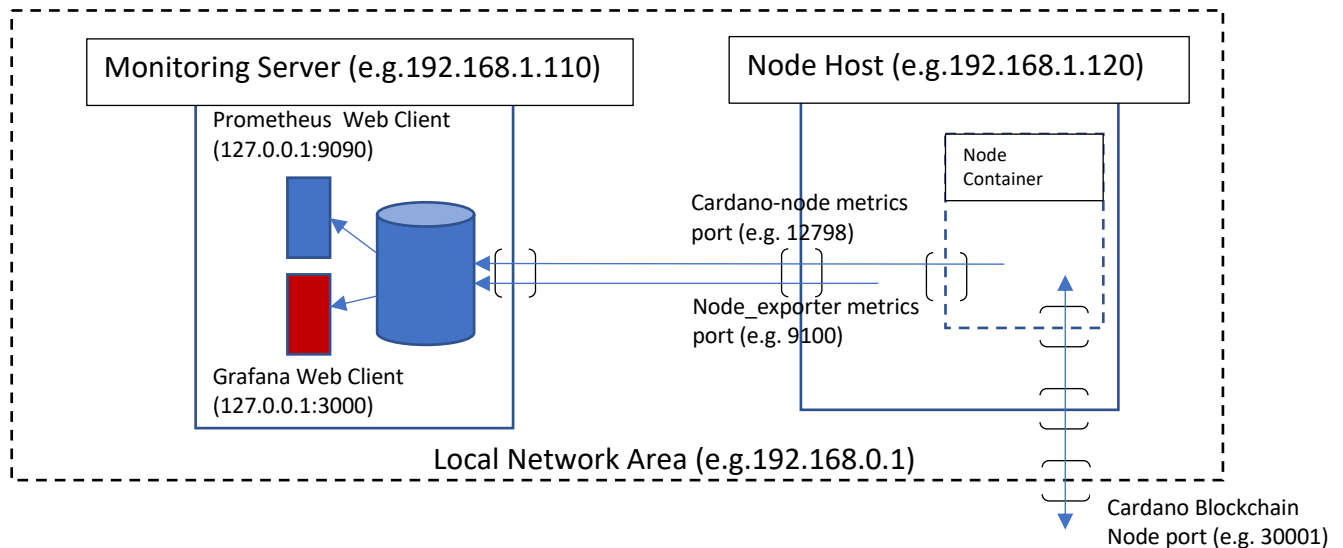 Monitoring Server (e.g.192.168.1.110)
Node Host (e.g.192.168.1.120)
Prometheus Web Client
(127.0.0.1:9090)
Node
Container
Cardano-node metrics
port (e.g. 12798)
Node_exporter metrics
port (e.g. 9100)
Grafana Web Client
(127.0.0.1:3000)
Local Network Area (e.g.192.168.0.1)
Cardano Blockchain
Node port (e.g. 30001)